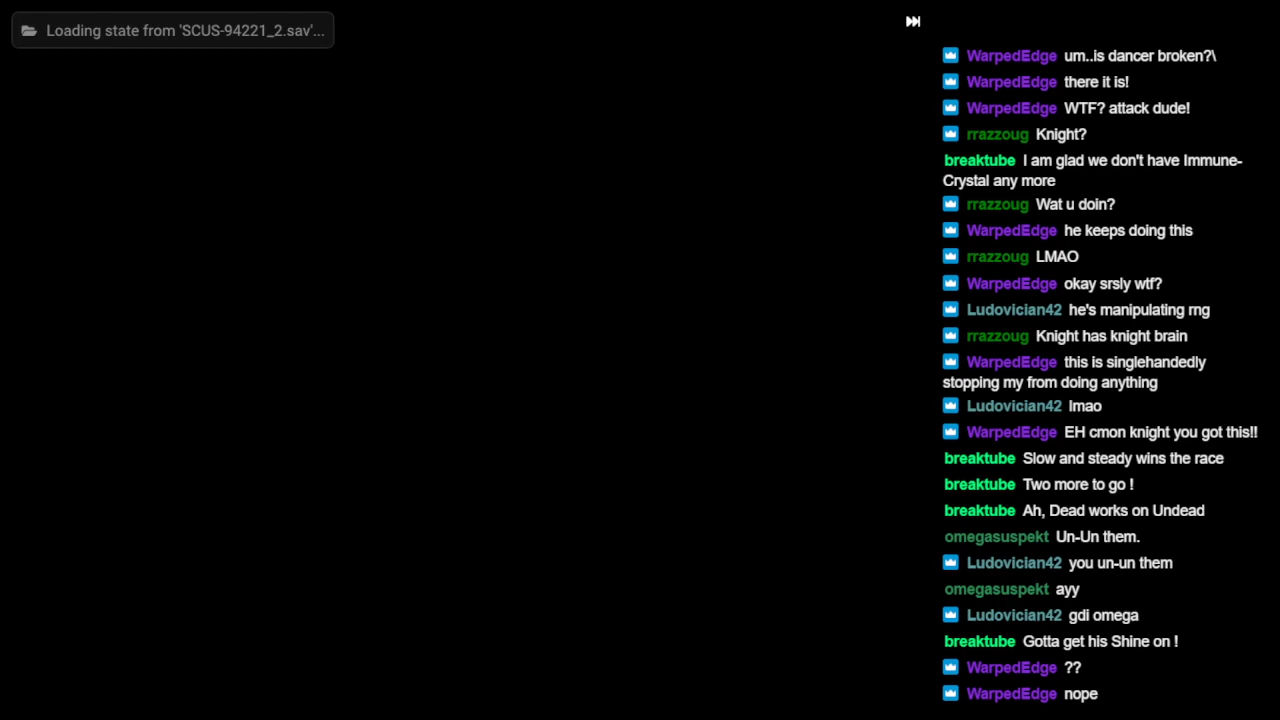 Loading state from 'SCUS-94221_2.sav'...
WarpedEdge um..is dancer broken?\
WarpedEdge there it is!
WarpedEdge WTF? attack dude!
rrazzoug Knight?
breaktube I am glad we don't have Immune-
Crystal any more
rrazzoug Wat u doin?
WarpedEdge he keeps doing this
rrazzoug LMAO
WarpedEdge okay srsly wtf?
Ludovician42 he's manipulating rng
rrazzoug Knight has knight brain
WarpedEdge this is singlehandedly
stopping my from doing anything
Ludovician42 lmao
WarpedEdge EH cmon knight you got this!!
breaktube Slow and steady wins the race
breaktube Two more to go !
breaktube Ah, Dead works on Undead
omegasuspekt Un-Un them.
Ludovician42 you un-un them
omegasuspekt ayy
Ludovician42 gdi omega
breaktube Gotta get his Shine on !
WarpedEdge ??
WarpedEdge nope